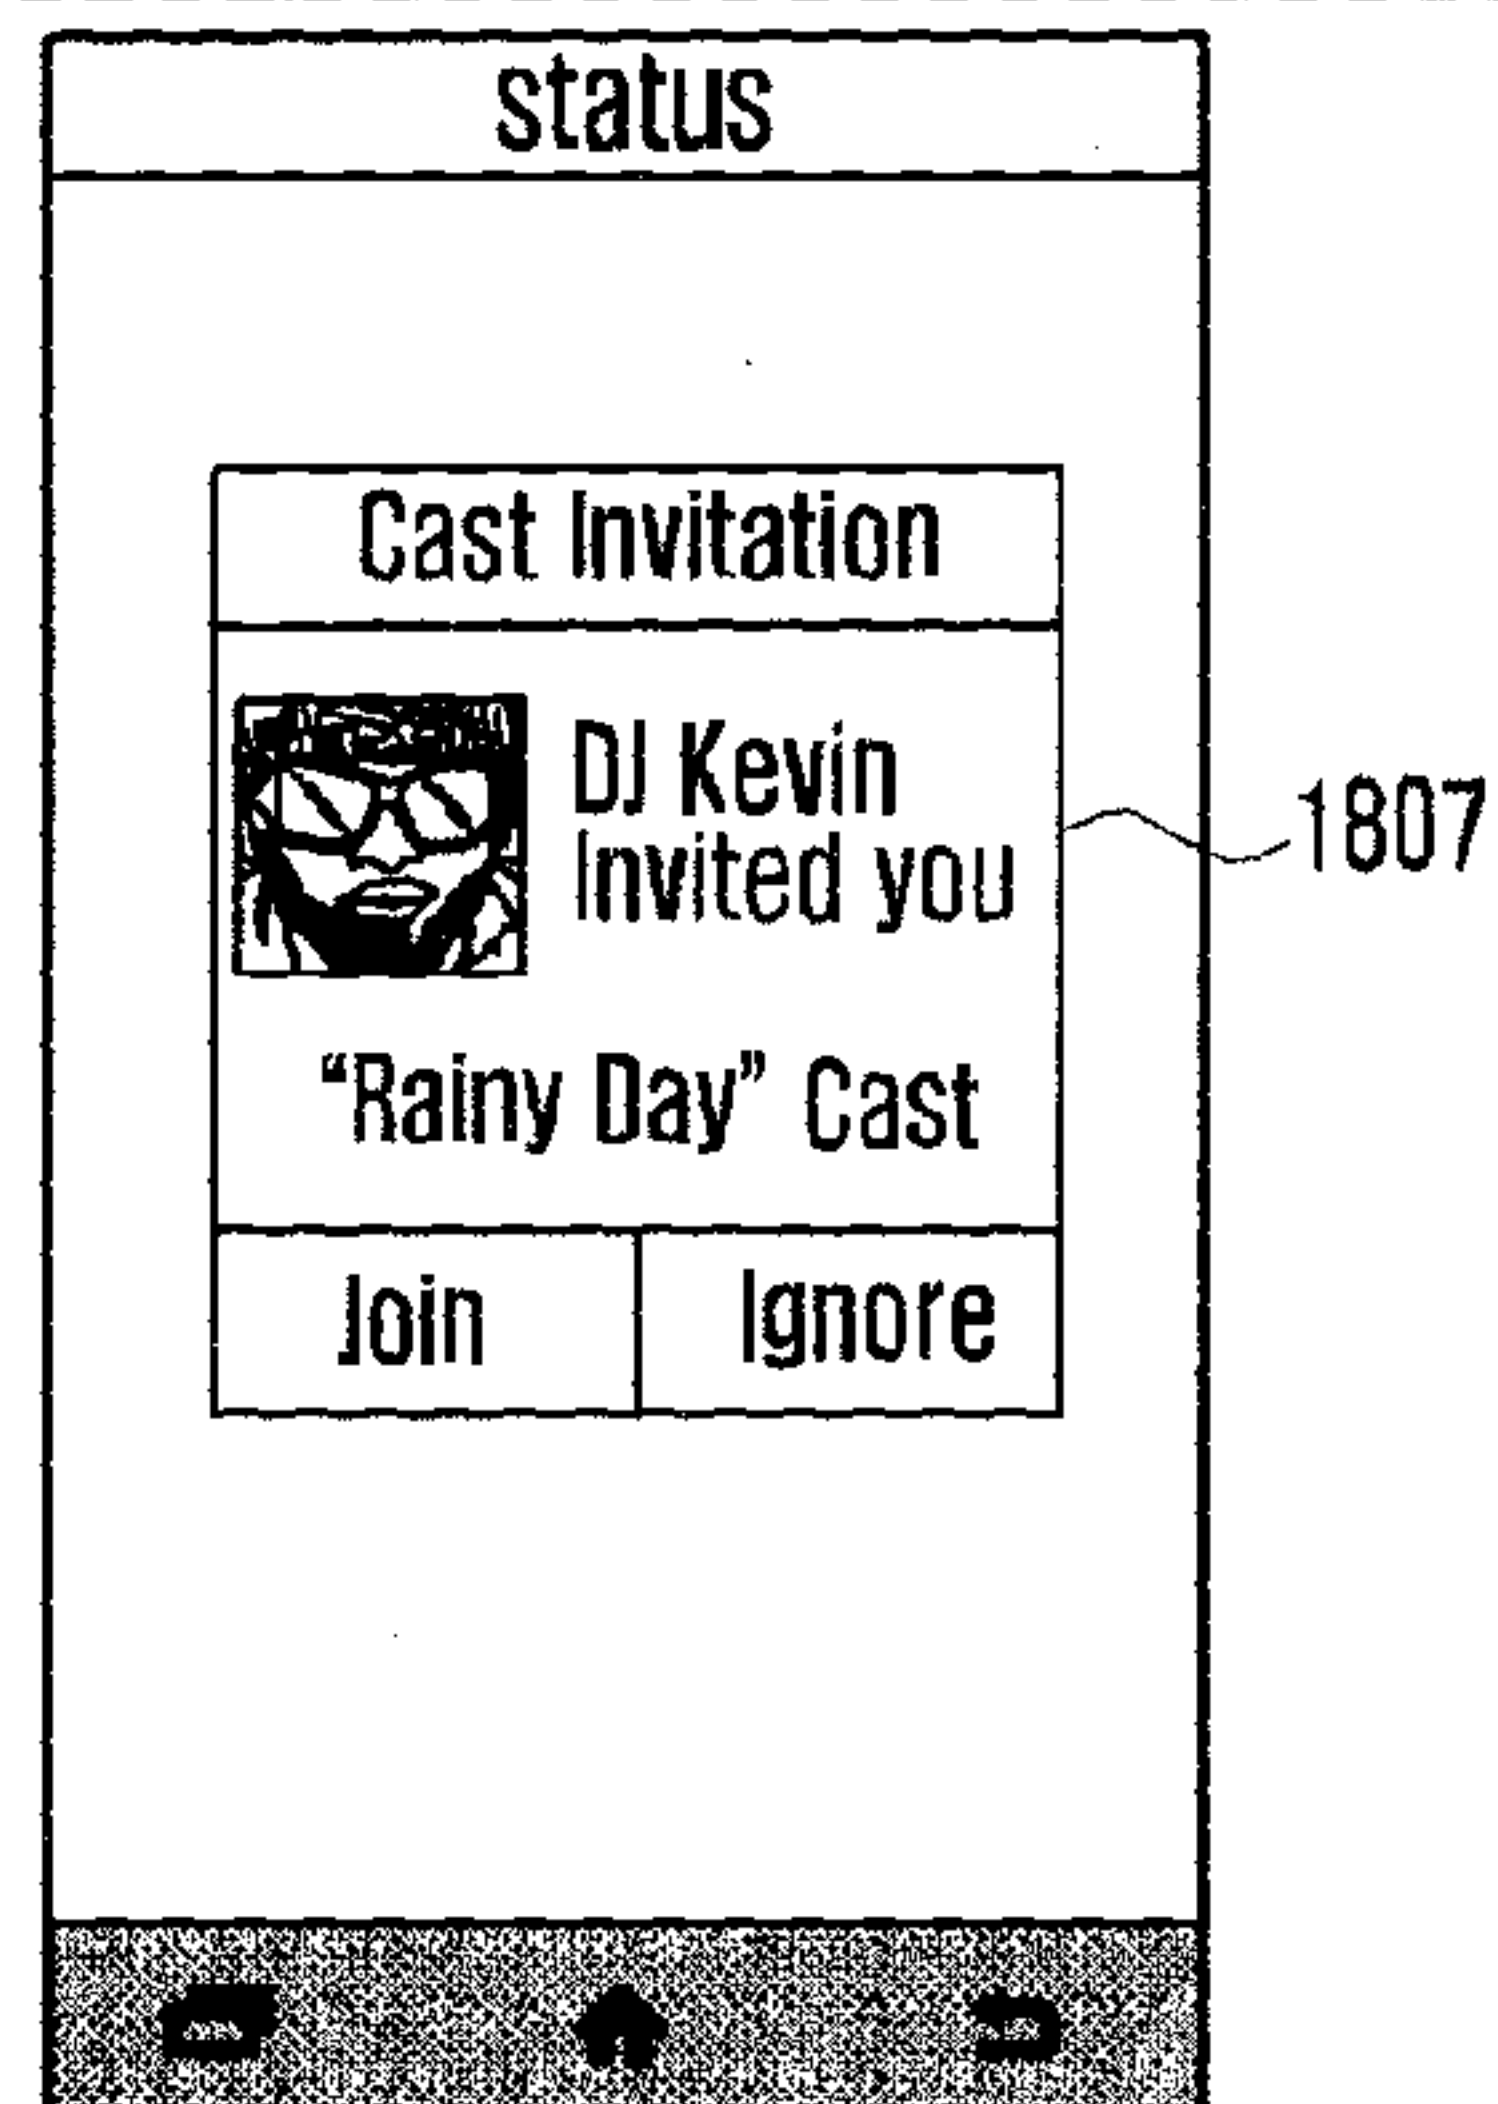 status
Cast Invitation
DJ Kevin
Invited you
1807
“Rainy Day” Cast
Join
Ignore